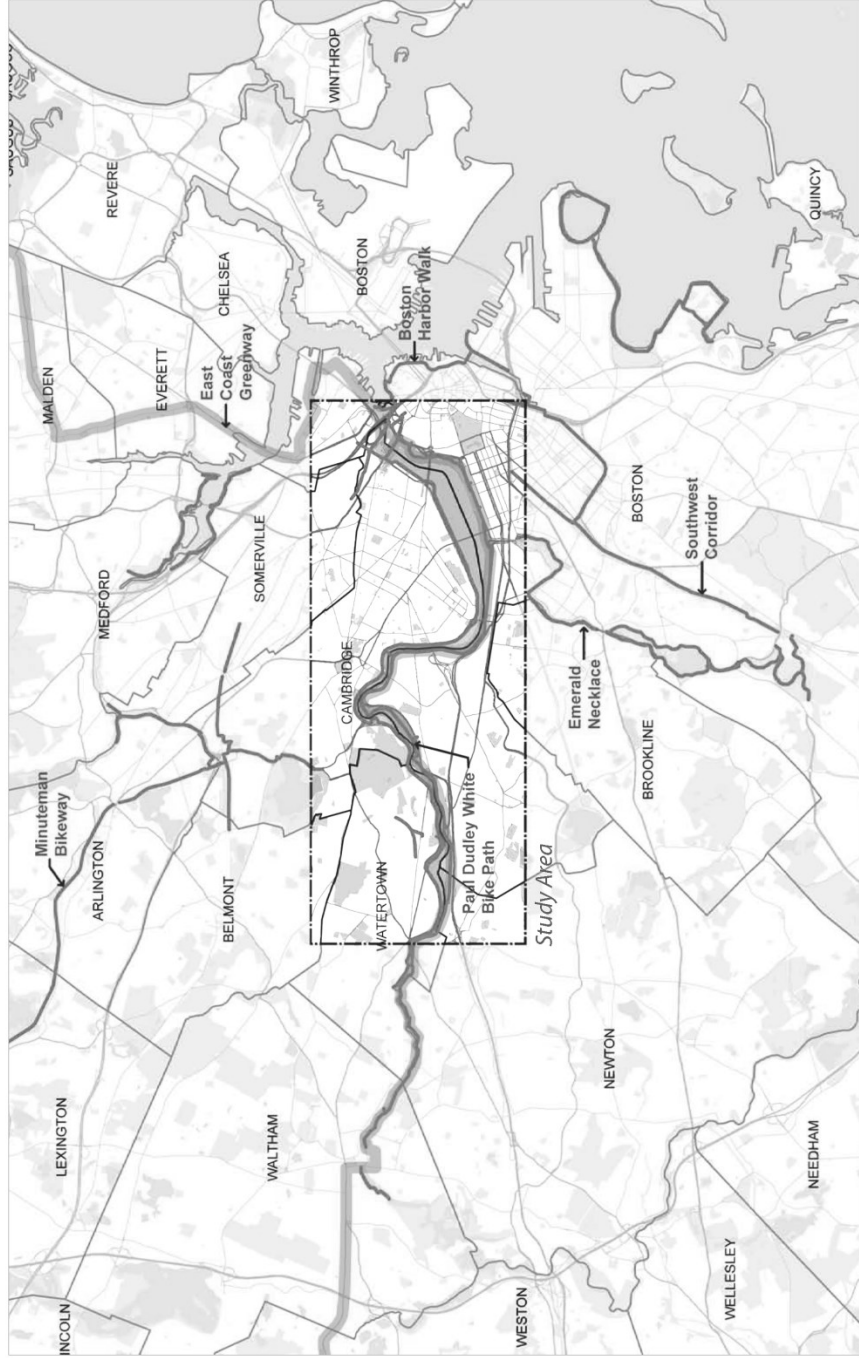 INCOLN
LEXINGTON
Minuteman
Bikeway
ARLINGTON
MEDFORD
MALDEN
EVERETT
REVERE
East
Coast
Greenway
CHELSEA
WINTHROP
WALTHAM
BELMONT
SOMERVILLE
BOSTON
Boston
Harbor Walk
CAMBRIDGE
WATERTOWN
Paul Dudley White
Bike Path
Study Area
WESTON
NEWTON
BROOKLINE
Emerald
Necklace
Southwest
Corridor
BOSTON
QUINCY
WELLESLEY
NEEDHAM